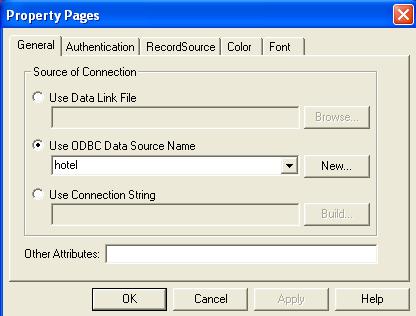 Property Pages
General Authentication RecordSource Color Font
Source of Connection
Use Data Link File
Browse...
Use ODBC Data Source Name
hotel New...
Use Connection String
Build...
Other Attributes:
OK Cancel Apply Help